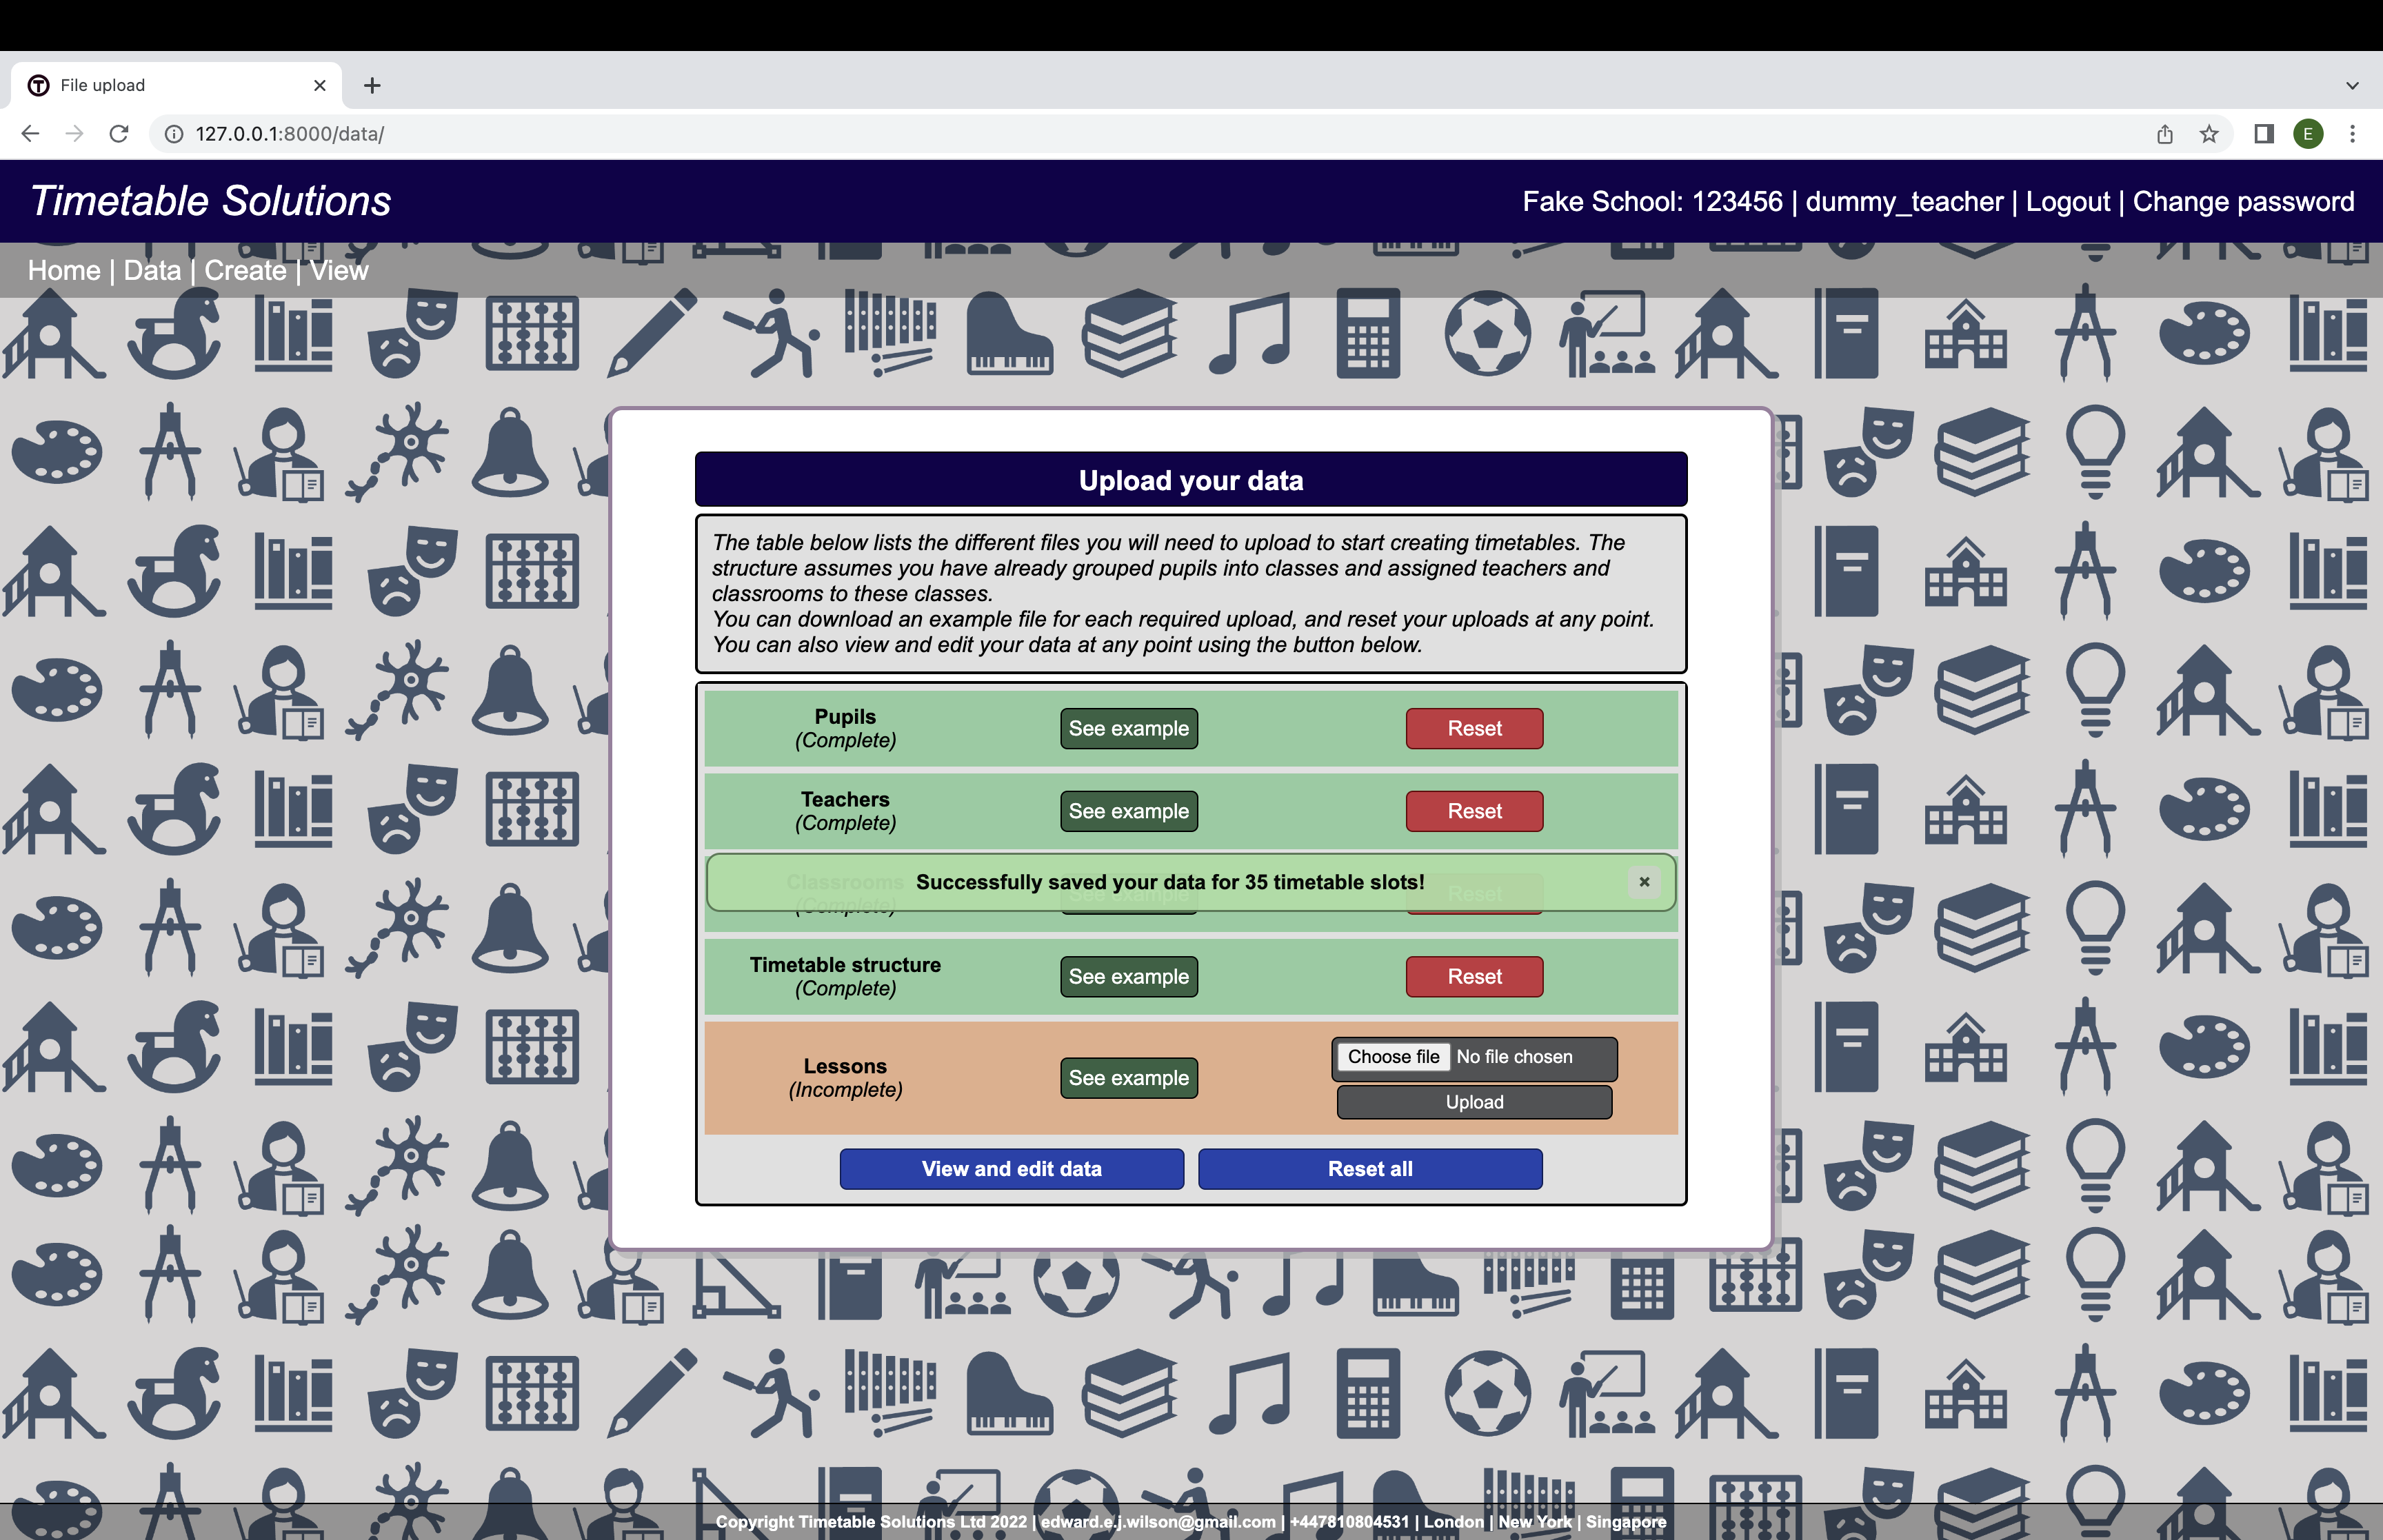 File upload
127.0.0.1:8000/data/
E
Timetable Solutions
Fake School: 123456 | dummy_teacher | Logout | Change password
Home | Data | Create | View
Upload your data
The table below lists the different files you will need to upload to start creating timetables. The
structure assumes you have already grouped pupils into classes and assigned teachers and
classrooms to these classes.
You can download an example file for each required upload, and reset your uploads at any point.
You can also view and edit your data at any point using the button below.
Pupils
(Complete)
See example
Reset
Teachers
(Complete)
See example
Reset
Successfully saved your data for 35 timetable slots!
Classrooms
(Complete)
See example
Reset
Timetable structure
(Complete)
See example
Reset
Lessons
(Incomplete)
See example
Choose file No file chosen
Upload
View and edit data
Reset all
Copyright Timetable Solutions Ltd 2022 | edward.e.j.wilson@gmail.com | +447810804531 | London | New York | Singapore